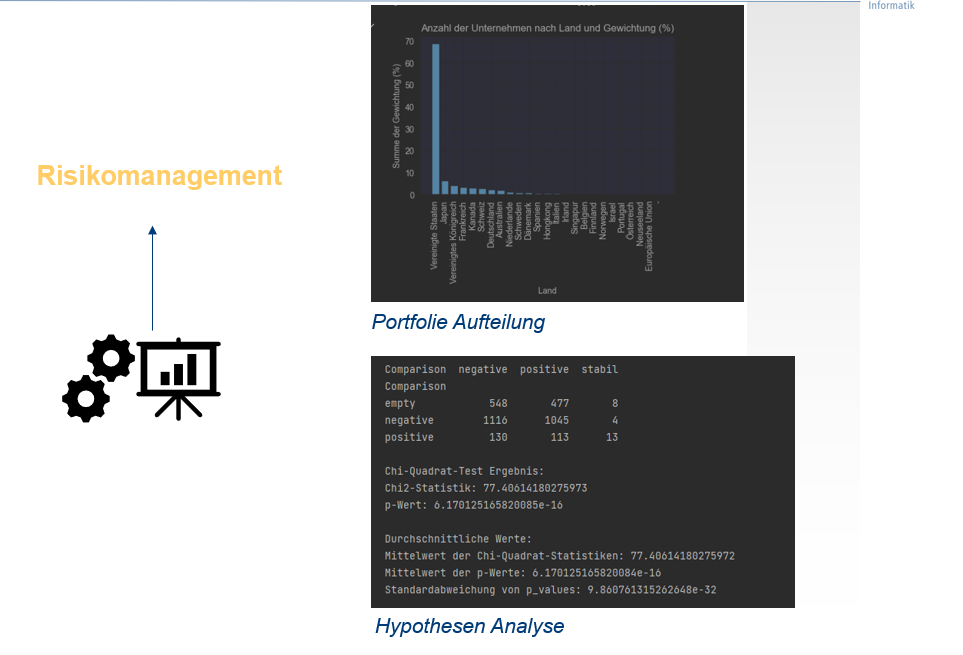 Informatik
Risikomanagement
Anzahl der Unternehmen nach Land und Gewichtung (%)
Summe der Gewichtung (%)
70
60
50
40
30
20
10
0
Vereinigte Staaten
Japan
Vereinigtes Königreich
Frankreich
Kanada
Schweiz
Deutschland
Australien
Niederlande
Schweden
Dänemark
Spanien
Hongkong
Italien
Irland
Singapur
Belgien
Finnland
Norwegen
Israel
Portugal
Österreich
Neuseeland
Europäische Union
-
Land
Portfolie Aufteilung
Comparison negative positive stabil
Comparison
empty 548 477 8
negative 1116 1045 4
positive 130 113 13
Chi-Quadrat-Test Ergebnis:
Chi2-Statistik: 77.40614180275973
p-Wert: 6.170125165820085e-16
Durchschnittliche Werte:
Mittelwert der Chi-Quadrat-Statistiken: 77.40614180275972
Mittelwert der p-Werte: 6.170125165820084e-16
Standardabweichung von p_values: 9.860761315262648e-32
Hypothesen Analyse